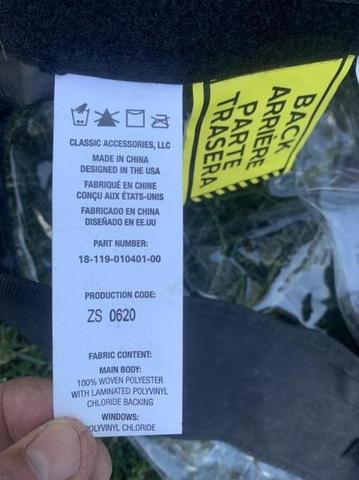 CLASSIC ACCESSORIES, LLC
MADE IN CHINA
DESIGNED IN THE USA
FABRIQUÉ EN CHINE
CONÇU AUX ÉTATS-UNIS
FABRICADO EN CHINA
DISEÑADO EN EE.UU
PART NUMBER:
18-119-010401-00
PRODUCTION CODE:
ZS 0620
FABRIC CONTENT:
MAIN BODY:
100% WOVEN POLYESTER
WITH LAMINATED POLYVINYL
CHLORIDE BACKING
WINDOWS:
POLYVINYL CHLORIDE
BACK
ARRIÈRE
PARTE
TRASERA